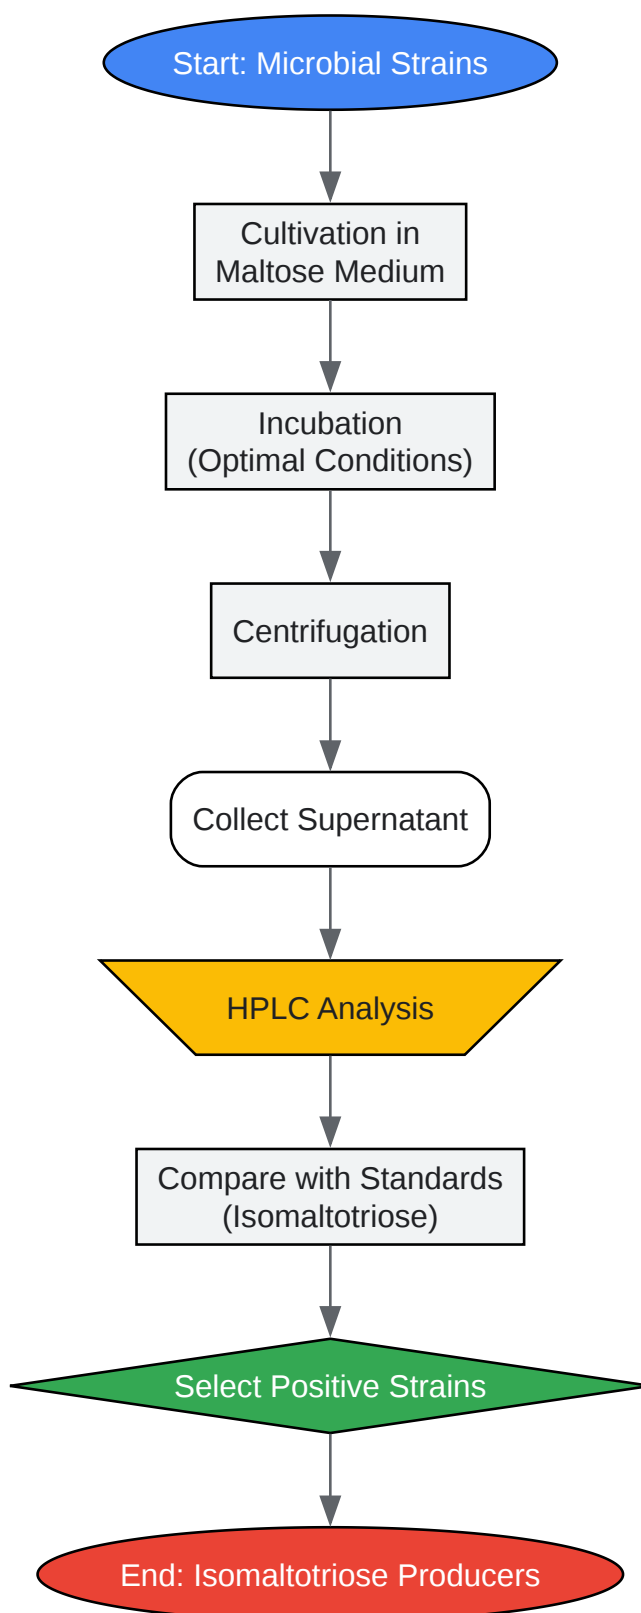 Start: Microbial Strains
Cultivation in
Maltose Medium
Incubation
(Optimal Conditions)
Centrifugation
Collect Supernatant
HPLC Analysis
Compare with Standards
(Isomaltotriose)
Select Positive Strains
End: Isomaltotriose Producers